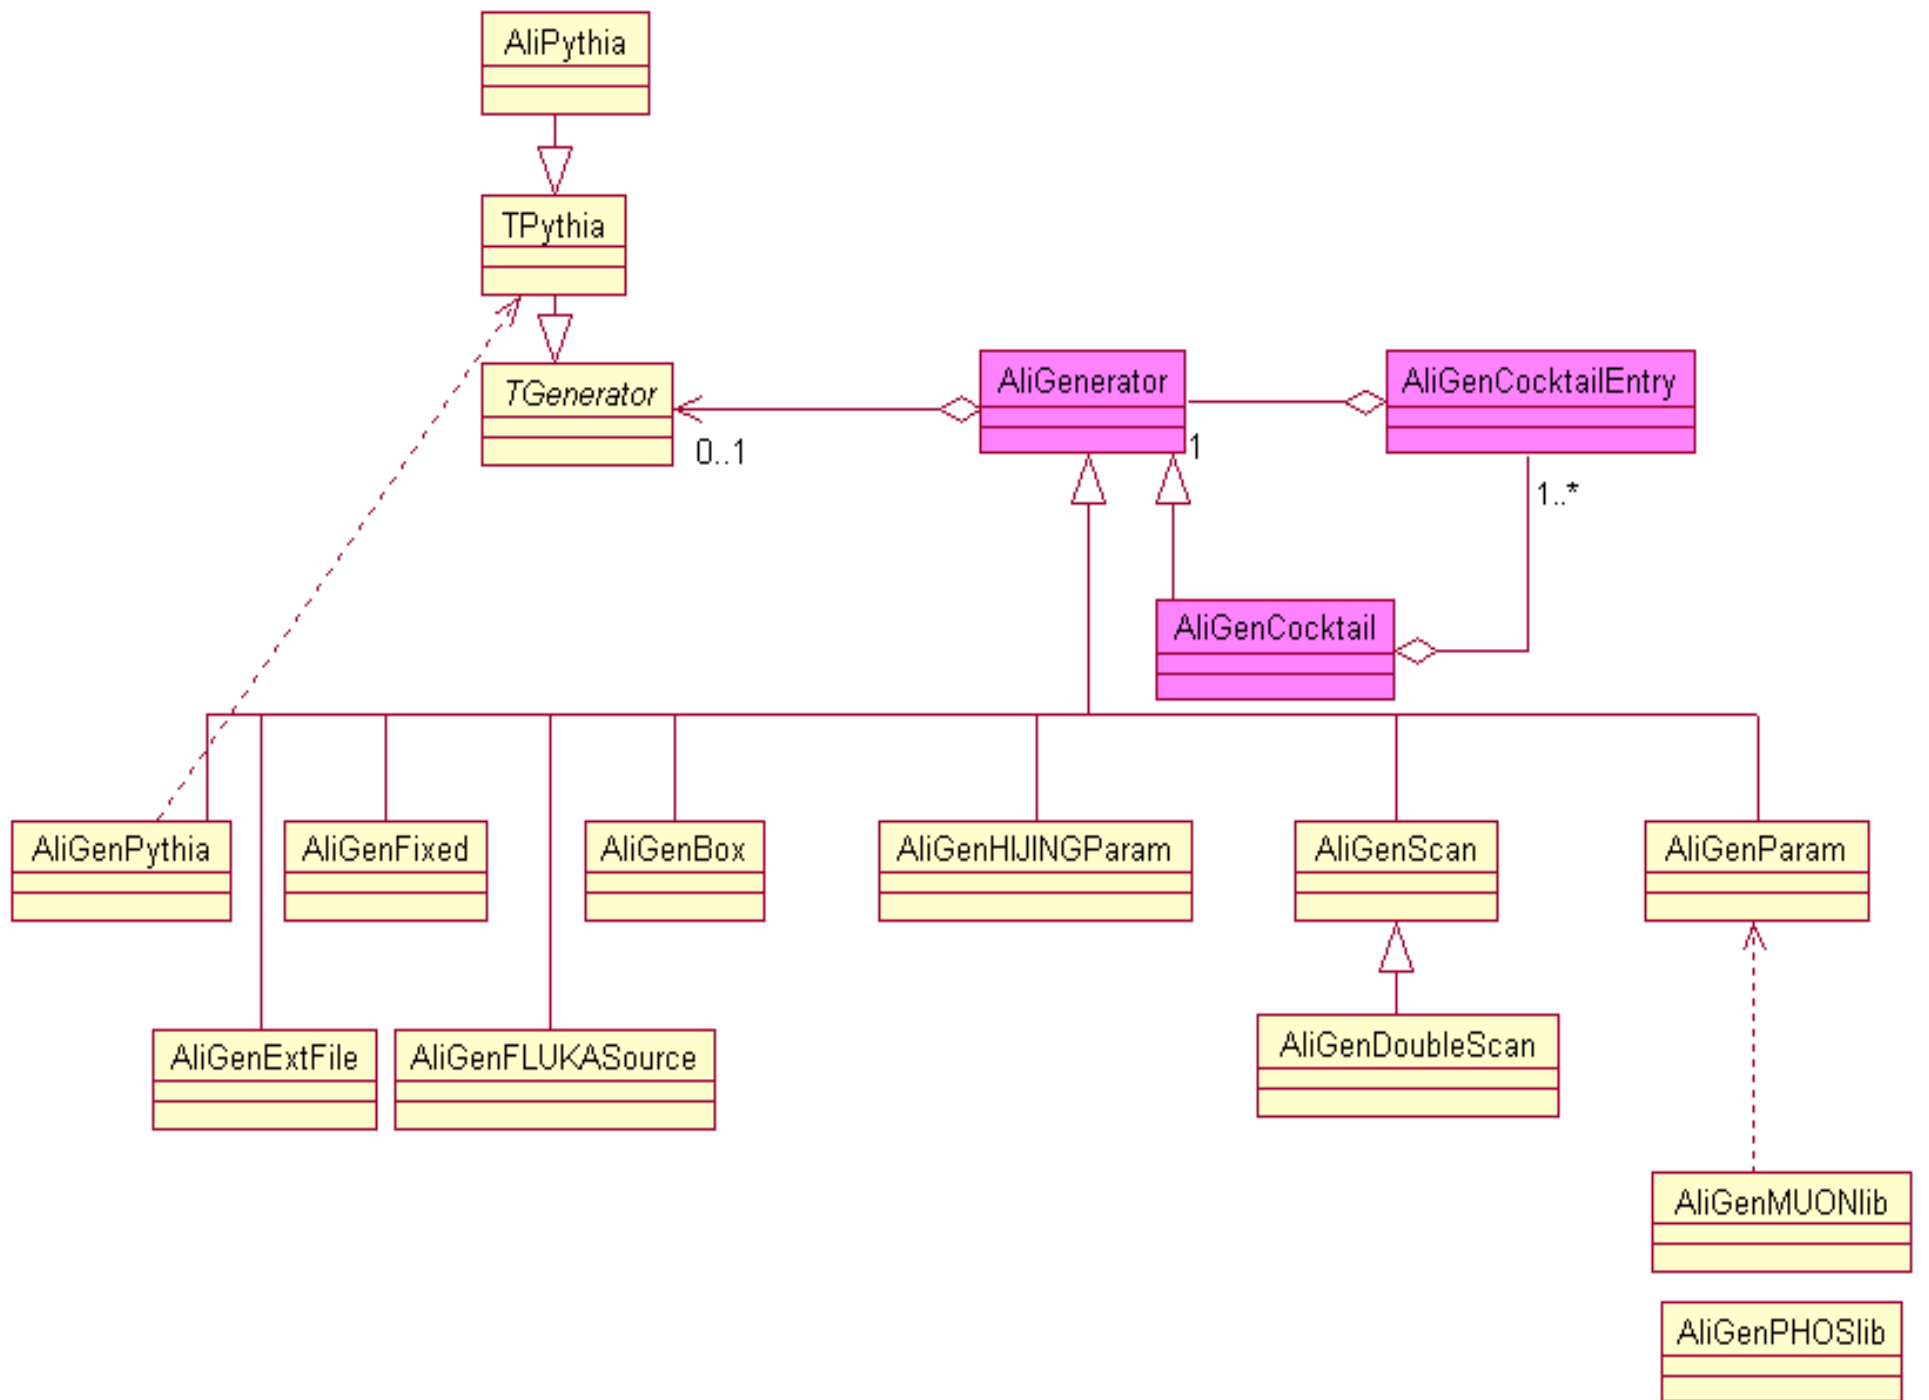 AliPythia
TPythia
TGenerator
0..1
AliGenerator
1
AliGenCocktailEntry
1..*
AliGenCocktail
AliGenPythia
AliGenFixed
AliGenBox
AliGenHIJINGParam
AliGenScan
AliGenParam
AliGenExtFile
AliGenFLUKASource
AliGenDoubleScan
AliGenMUONlib
AliGenPHOSlib